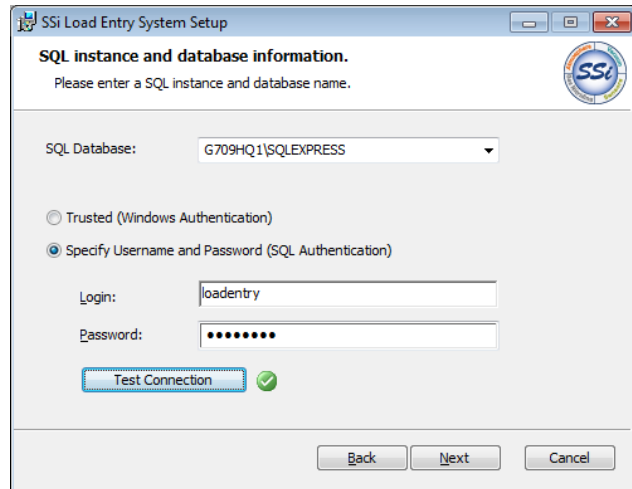 SSi Load Entry System Setup
SQL instance and database information.
Please enter a SQL instance and database name.
SSi
SQL Database:
G709HQ1\SQLEXPRESS
Trusted (Windows Authentication)
Specify Username and Password (SQL Authentication)
Login:
loadentry
Password:
••••••••
Test Connection
Back
Next
Cancel